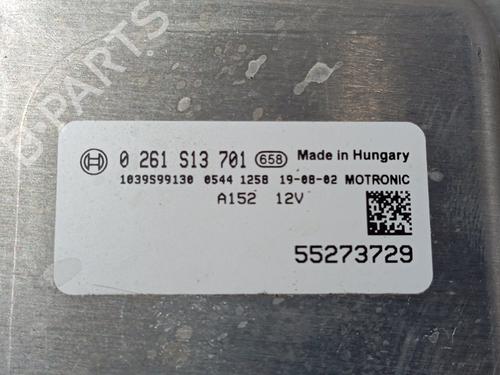 B-PARTS
0 261 S13 701 658 Made in Hungary
1039S99130 0544 1258 19-08-02 MOTRONIC
A152 12V
55273729